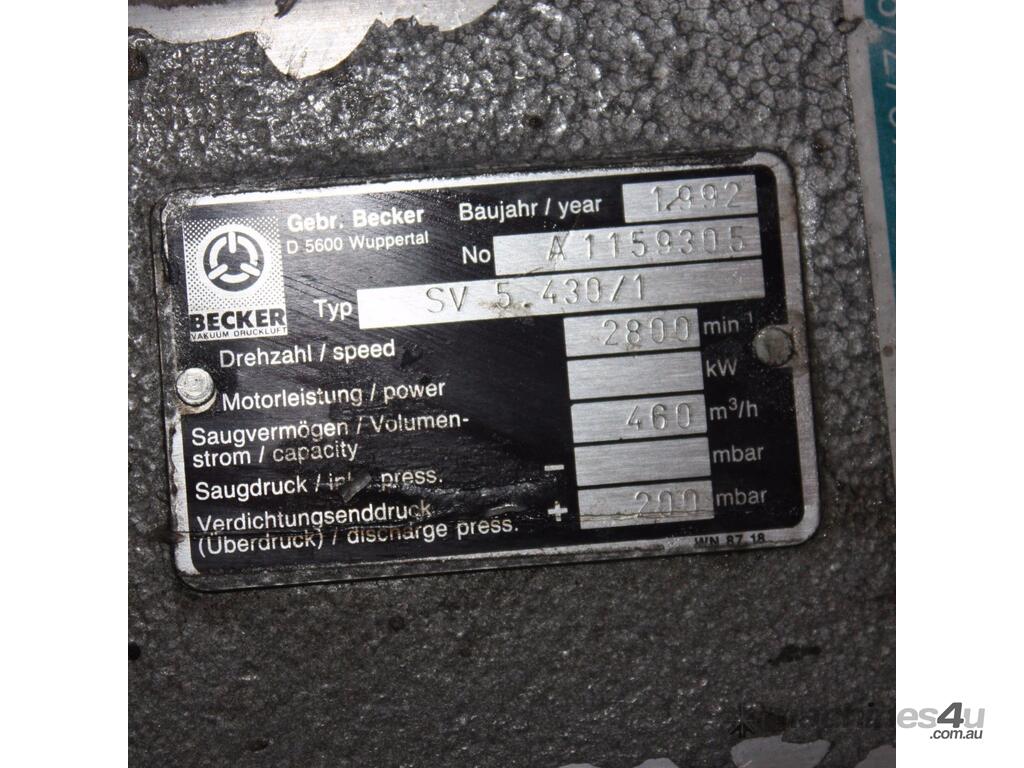 Gebr. Becker
D 5600 Wuppertal
Baujahr / year 1992
No A 1159305
Typ SV 5.430/1
BECKER
VAKUUM DRUCKLUFT
Drehzahl / speed 2800 min⁻¹
Motorleistung / power kW
Saugvermögen / Volumen-
strom / capacity 460 m³/h
Saugdruck / press. − mbar
Verdichtungsenddruck
(Überdruck) / discharge press. + 200 mbar
WN 87 18
machines4u
.com.au